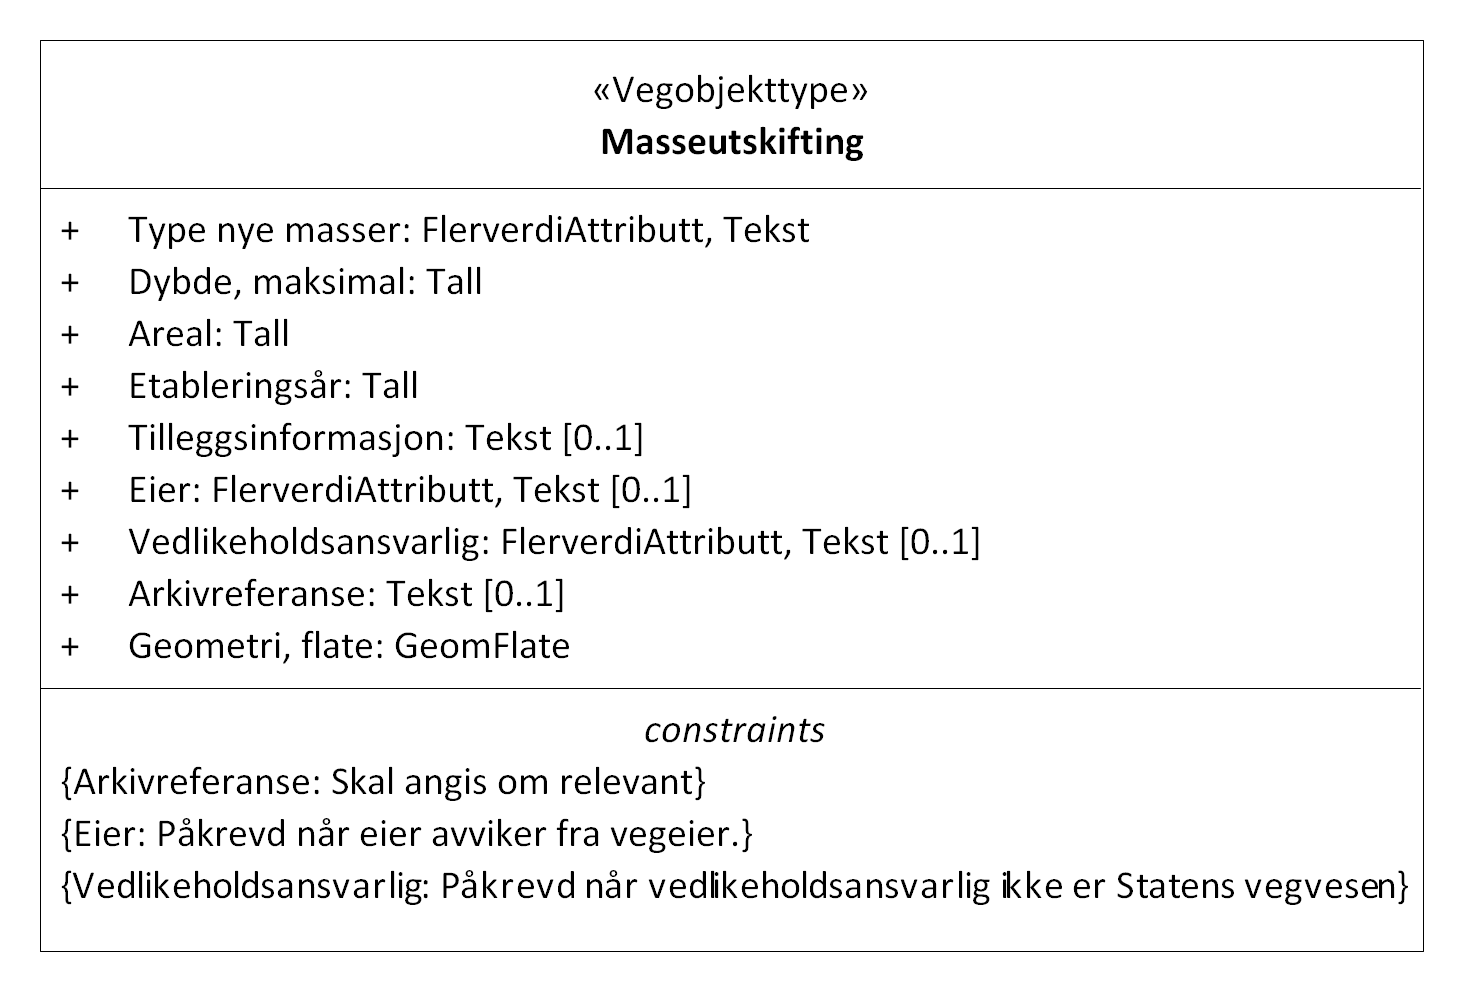 «Vegobjekttype»
Masseutskifting
+ Type nye masser: FlerverdiAttributt, Tekst
+ Dybde, maksimal: Tall
+ Areal: Tall
+ Etableringsår: Tall
+ Tilleggsinformasjon: Tekst [0..1]
+ Eier: FlerverdiAttributt, Tekst [0..1]
+ Vedlikeholdsansvarlig: FlerverdiAttributt, Tekst [0..1]
+ Arkivreferanse: Tekst [0..1]
+ Geometri, flate: GeomFlate
constraints
{Arkivreferanse: Skal angis om relevant}
{Eier: Påkrevd når eier avviker fra vegeier.}
{Vedlikeholdsansvarlig: Påkrevd når vedlikeholdsansvarlig ikke er Statens vegvesen}